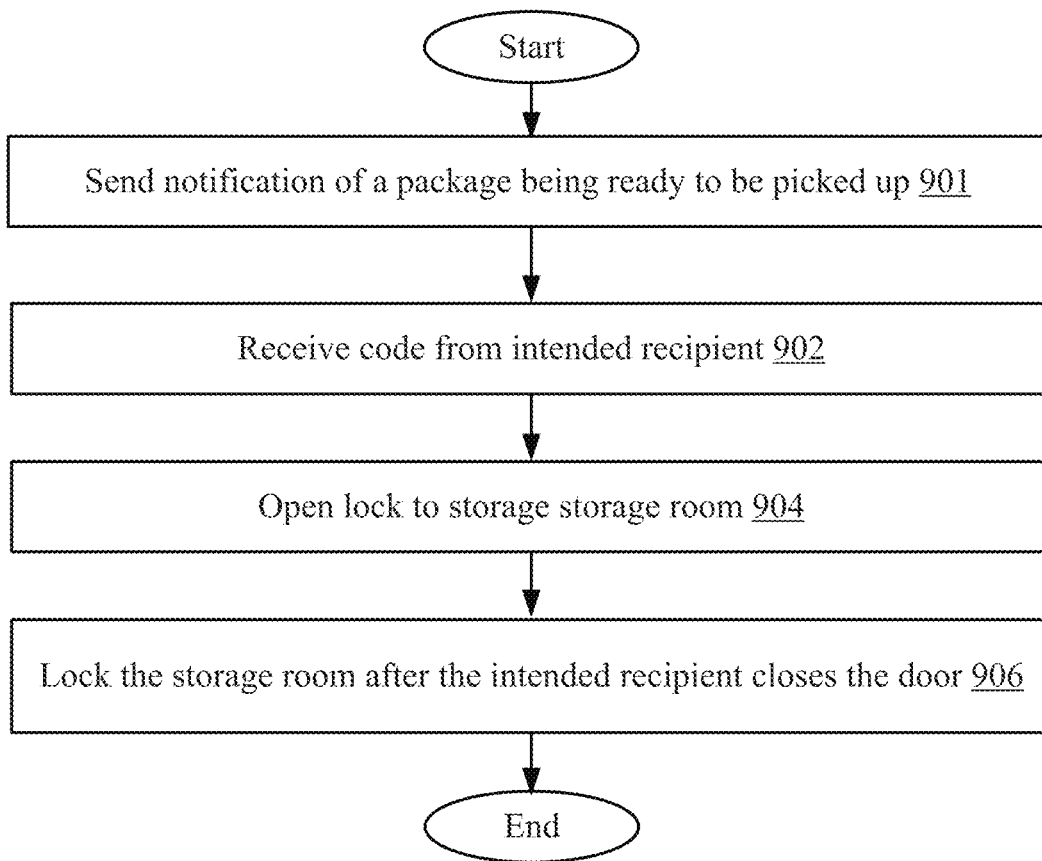 Start
Send notification of a package being ready to be picked up 901
Receive code from intended recipient 902
Open lock to storage storage room 904
Lock the storage room after the intended recipient closes the door 906
End